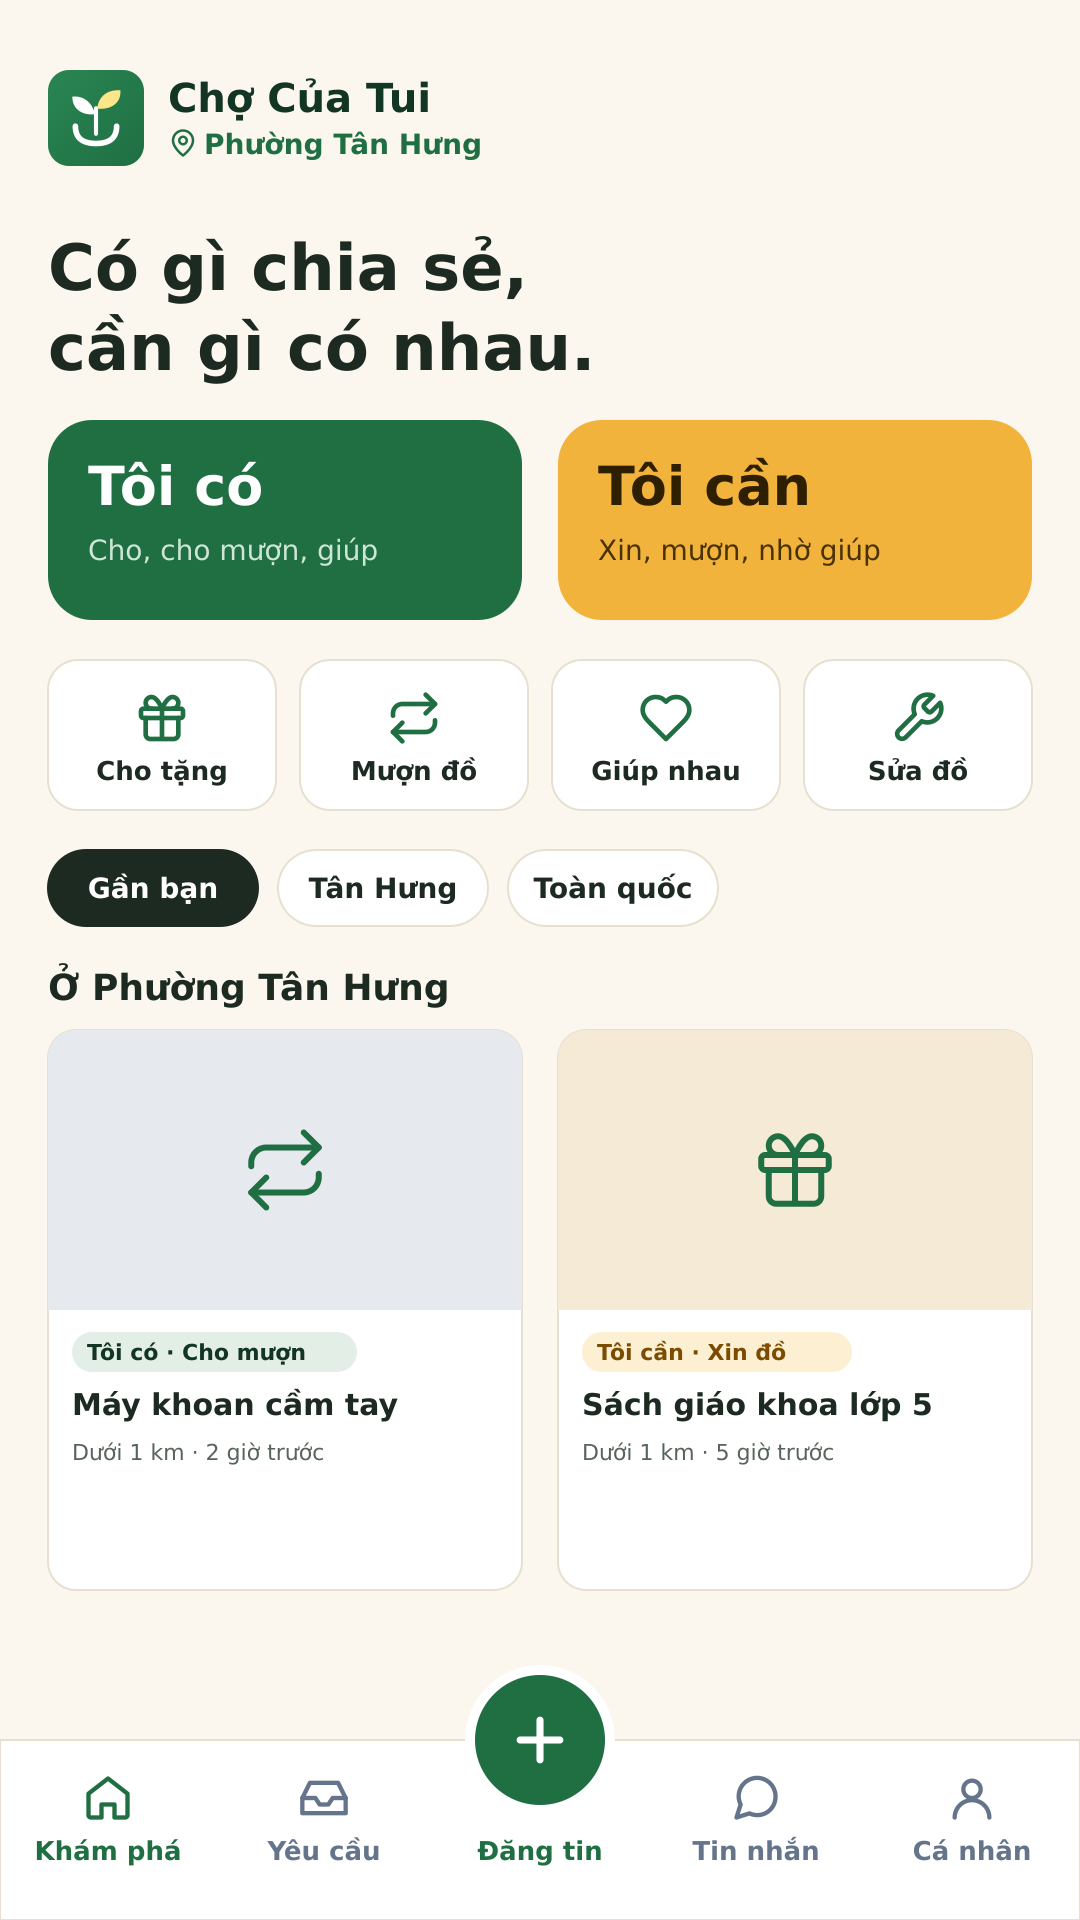 Chợ Của Tui
Phường Tân Hưng
Có gì chia sẻ,
cần gì có nhau.
Tôi có
Cho, cho mượn, giúp
Tôi cần
Xin, mượn, nhờ giúp
Cho tặng
Mượn đồ
Giúp nhau
Sửa đồ
Gần bạn
Tân Hưng
Toàn quốc
Ở Phường Tân Hưng
Tôi có · Cho mượn
Máy khoan cầm tay
Dưới 1 km · 2 giờ trước
Tôi cần · Xin đồ
Sách giáo khoa lớp 5
Dưới 1 km · 5 giờ trước
Khám phá
Yêu cầu
Đăng tin
Tin nhắn
Cá nhân